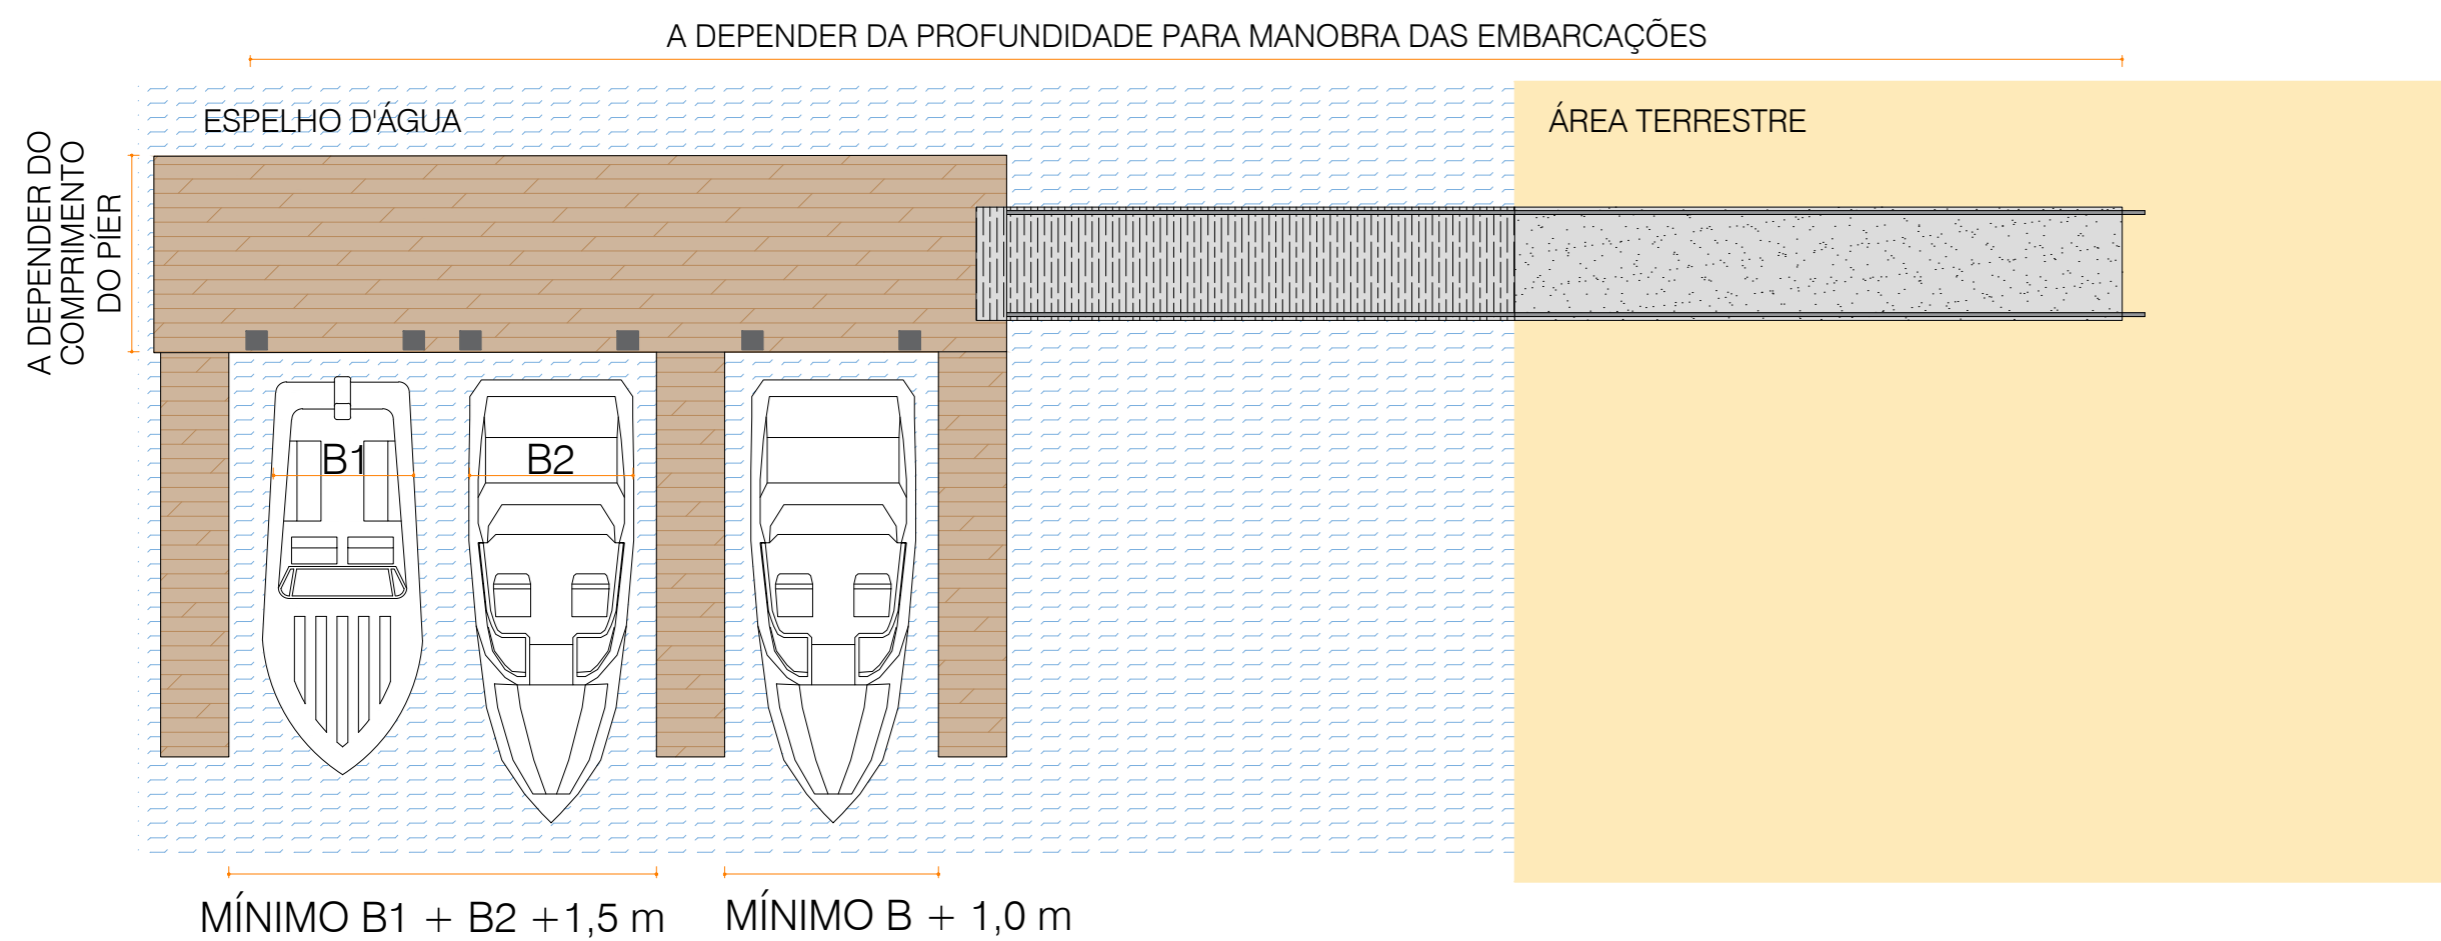 A DEPENDER DA PROFUNDIDADE PARA MANOBRA DAS EMBARCAÇÕES
ESPELHO D'ÁGUA
ÁREA TERRESTRE
A DEPENDER DO
COMPRIMENTO
DO PÍER
B1
B2
MÍNIMO B1 + B2 +1,5 m
MÍNIMO B + 1,0 m